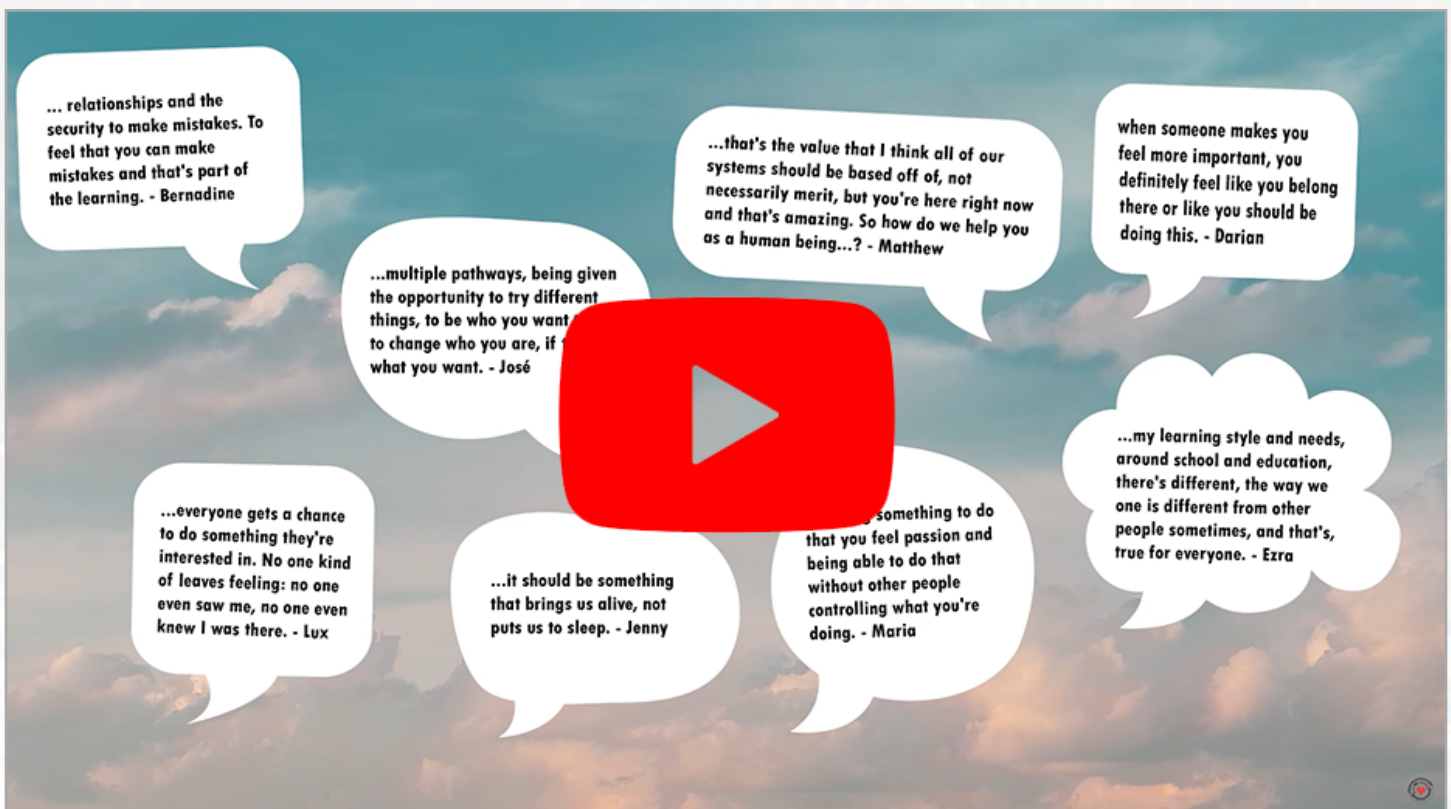 ... relationships and the
security to make mistakes. To
feel that you can make
mistakes and that's part of
the learning. - Bernadine
...multiple pathways, being given
the opportunity to try different
things, to be who you want
to change who you are, if
what you want. - José
...that's the value that I think all of our
systems should be based off of, not
necessarily merit, but you're here right now
and that's amazing. So how do we help you
as a human being...? - Matthew
when someone makes you
feel more important, you
definitely feel like you belong
there or like you should be
doing this. - Darian
...everyone gets a chance
to do something they're
interested in. No one kind
of leaves feeling: no one
even saw me, no one even
knew I was there. - Lux
...it should be something
that brings us alive, not
puts us to sleep. - Jenny
something to do
that you feel passion and
being able to do that
without other people
controlling what you're
doing. - Maria
...my learning style and needs,
around school and education,
there's different, the way we
one is different from other
people sometimes, and that's,
true for everyone. - Ezra